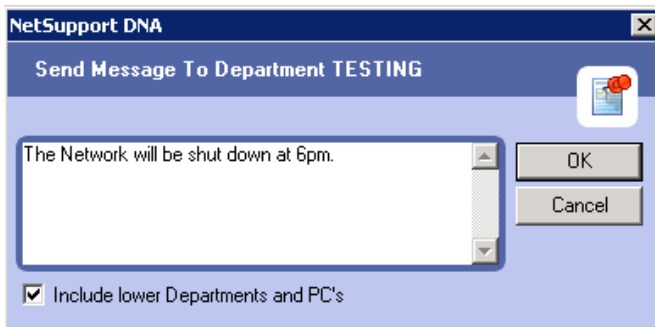 NetSupport DNA
Send Message To Department TESTING
The Network will be shut down at 6pm.
OK
Cancel
Include lower Departments and PC's